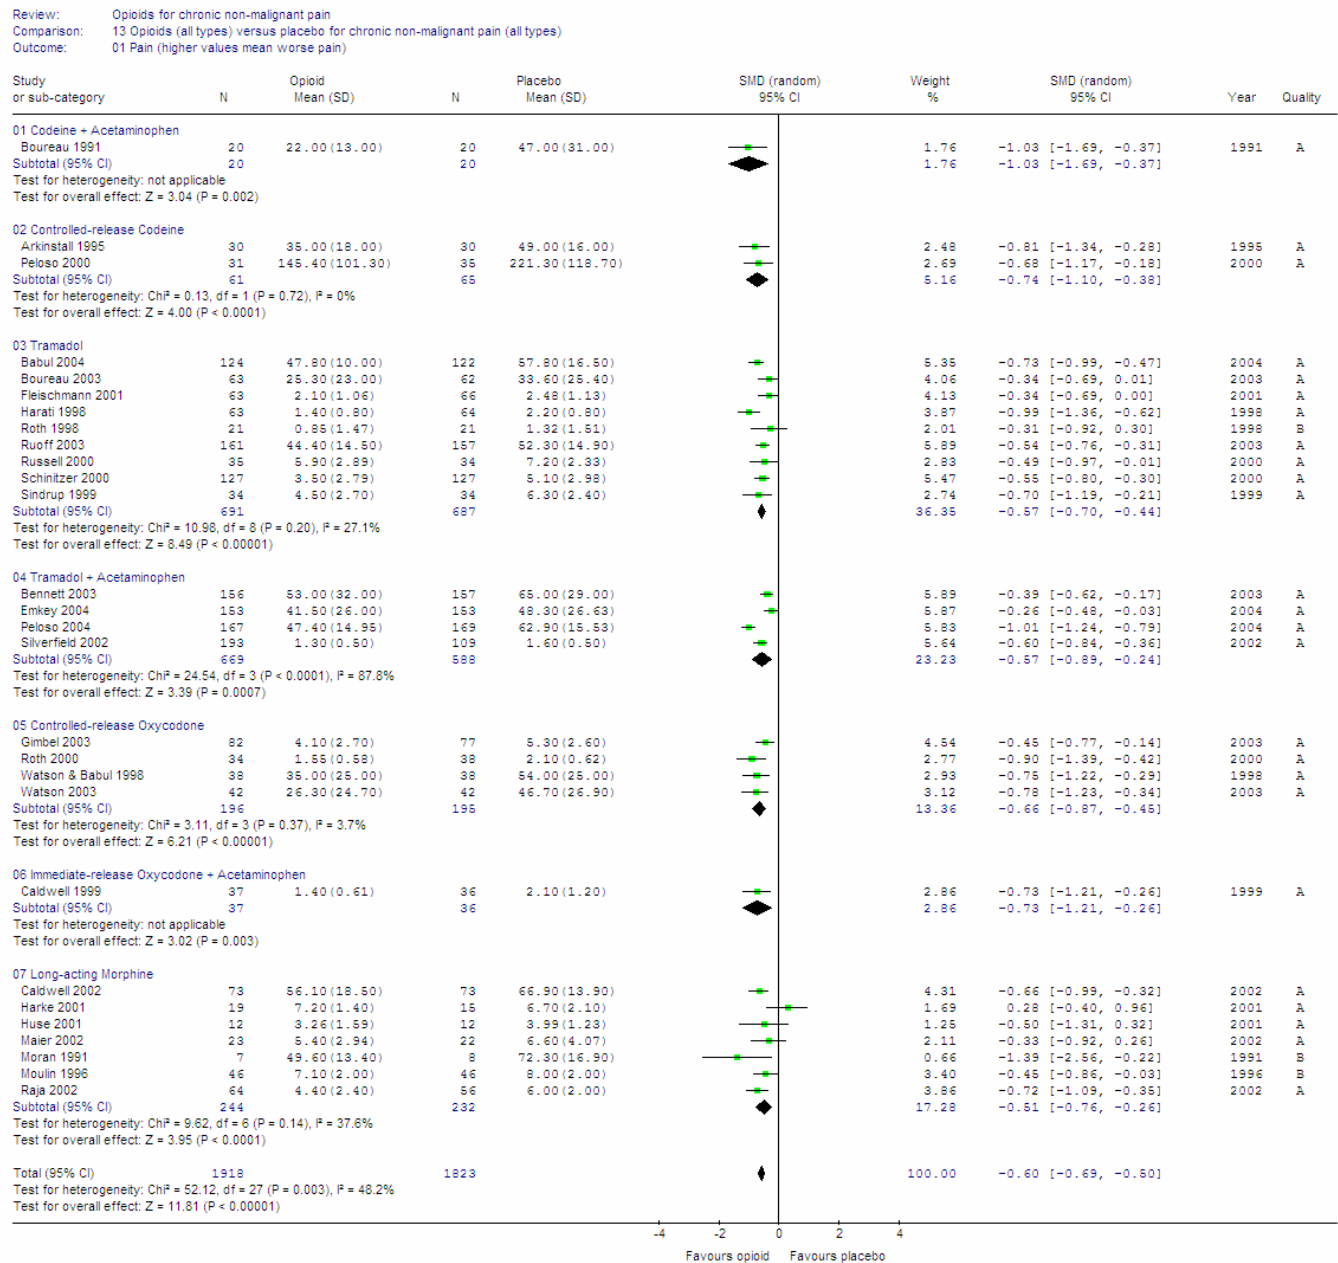 Review: Opioids for chronic non-malignant pain
Comparison: 13 Opioids (all types) versus placebo for chronic non-malignant pain (all types)
Outcome: 01 Pain (higher values mean worse pain)
Study Opioid Placebo SMD (random) Weight SMD (random)
or sub-category N Mean (SD) N Mean (SD) 95% CI % 95% CI Year Quality
01 Codeine + Acetaminophen
Boureau 1991 20 22.00(13.00) 20 47.00(31.00) 1.76 -1.03 [-1.69, -0.37] 1991 A
Subtotal (95% CI) 20 20 1.76 -1.03 [-1.69, -0.37]
Test for heterogeneity: not applicable
Test for overall effect: Z = 3.04 (P = 0.002)
02 Controlled-release Codeine
Arkinstall 1995 30 35.00(18.00) 30 49.00(16.00) 2.48 -0.81 [-1.34, -0.28] 1995 A
Peloso 2000 31 145.40(101.30) 35 221.30(118.70) 2.69 -0.68 [-1.17, -0.18] 2000 A
Subtotal (95% CI) 61 65 5.16 -0.74 [-1.10, -0.38]
Test for heterogeneity: Chi² = 0.13, df = 1 (P = 0.72), I² = 0%
Test for overall effect: Z = 4.00 (P < 0.0001)
03 Tramadol
Babul 2004 124 47.80(10.00) 122 57.80(16.50) 5.35 -0.73 [-0.99, -0.47] 2004 A
Boureau 2003 63 25.30(23.00) 62 33.60(25.40) 4.06 -0.34 [-0.69, 0.01] 2003 A
Fleischmann 2001 63 2.10(1.06) 66 2.48(1.13) 4.13 -0.34 [-0.69, 0.00] 2001 A
Harati 1998 63 1.40(0.80) 64 2.20(0.80) 3.87 -0.99 [-1.36, -0.62] 1998 A
Roth 1998 21 0.85(1.47) 21 1.32(1.51) 2.01 -0.31 [-0.92, 0.30] 1998 B
Ruoff 2003 161 44.40(14.50) 157 52.30(14.90) 5.89 -0.54 [-0.76, -0.31] 2003 A
Russell 2000 35 5.90(2.89) 34 7.20(2.33) 2.83 -0.49 [-0.97, -0.01] 2000 A
Schinitzer 2000 127 3.50(2.79) 127 5.10(2.98) 5.47 -0.55 [-0.80, -0.30] 2000 A
Sindrup 1999 34 4.50(2.70) 34 6.30(2.40) 2.74 -0.70 [-1.19, -0.21] 1999 A
Subtotal (95% CI) 691 687 36.35 -0.57 [-0.70, -0.44]
Test for heterogeneity: Chi² = 10.98, df = 8 (P = 0.20), I² = 27.1%
Test for overall effect: Z = 8.49 (P < 0.00001)
04 Tramadol + Acetaminophen
Bennett 2003 156 53.00(32.00) 157 65.00(29.00) 5.89 -0.39 [-0.62, -0.17] 2003 A
Emkey 2004 153 41.50(26.00) 153 48.30(26.63) 5.87 -0.26 [-0.48, -0.03] 2004 A
Peloso 2004 167 47.40(14.95) 169 62.90(15.53) 5.83 -1.01 [-1.24, -0.79] 2004 A
Silverfield 2002 193 1.30(0.50) 109 1.60(0.50) 5.64 -0.60 [-0.84, -0.36] 2002 A
Subtotal (95% CI) 669 588 23.23 -0.57 [-0.89, -0.24]
Test for heterogeneity: Chi² = 24.54, df = 3 (P < 0.0001), I² = 87.8%
Test for overall effect: Z = 3.39 (P = 0.0007)
05 Controlled-release Oxycodone
Gimbel 2003 82 4.10(2.70) 77 5.30(2.60) 4.54 -0.45 [-0.77, -0.14] 2003 A
Roth 2000 34 1.55(0.58) 38 2.10(0.62) 2.77 -0.90 [-1.39, -0.42] 2000 A
Watson & Babul 1998 38 35.00(25.00) 38 54.00(25.00) 2.93 -0.75 [-1.22, -0.29] 1998 A
Watson 2003 42 26.30(24.70) 42 46.70(26.90) 3.12 -0.78 [-1.23, -0.34] 2003 A
Subtotal (95% CI) 196 195 13.36 -0.66 [-0.87, -0.45]
Test for heterogeneity: Chi² = 3.11, df = 3 (P = 0.37), I² = 3.7%
Test for overall effect: Z = 6.21 (P < 0.00001)
06 Immediate-release Oxycodone + Acetaminophen
Caldwell 1999 37 1.40(0.61) 36 2.10(1.20) 2.86 -0.73 [-1.21, -0.26] 1999 A
Subtotal (95% CI) 37 36 2.86 -0.73 [-1.21, -0.26]
Test for heterogeneity: not applicable
Test for overall effect: Z = 3.02 (P = 0.003)
07 Long-acting Morphine
Caldwell 2002 73 56.10(18.50) 73 66.90(13.90) 4.31 -0.66 [-0.99, -0.32] 2002 A
Harke 2001 19 7.20(1.40) 15 6.70(2.10) 1.69 0.28 [-0.40, 0.96] 2001 A
Huse 2001 12 3.26(1.59) 12 3.99(1.23) 1.25 -0.50 [-1.31, 0.32] 2001 A
Maier 2002 23 5.40(2.94) 22 6.60(4.07) 2.11 -0.33 [-0.92, 0.26] 2002 A
Moran 1991 7 49.60(13.40) 8 72.30(16.90) 0.66 -1.39 [-2.56, -0.22] 1991 B
Moulin 1996 46 7.10(2.00) 46 8.00(2.00) 3.40 -0.45 [-0.86, -0.03] 1996 B
Raja 2002 64 4.40(2.40) 56 6.00(2.00) 3.86 -0.72 [-1.09, -0.35] 2002 A
Subtotal (95% CI) 244 232 17.28 -0.51 [-0.76, -0.26]
Test for heterogeneity: Chi² = 9.62, df = 6 (P = 0.14), I² = 37.6%
Test for overall effect: Z = 3.95 (P < 0.0001)
Total (95% CI) 1918 1823 100.00 -0.60 [-0.69, -0.50]
Test for heterogeneity: Chi² = 52.12, df = 27 (P = 0.003), I² = 48.2%
Test for overall effect: Z = 11.81 (P < 0.00001)
-4 -2 0 2 4
Favours opioid Favours placebo